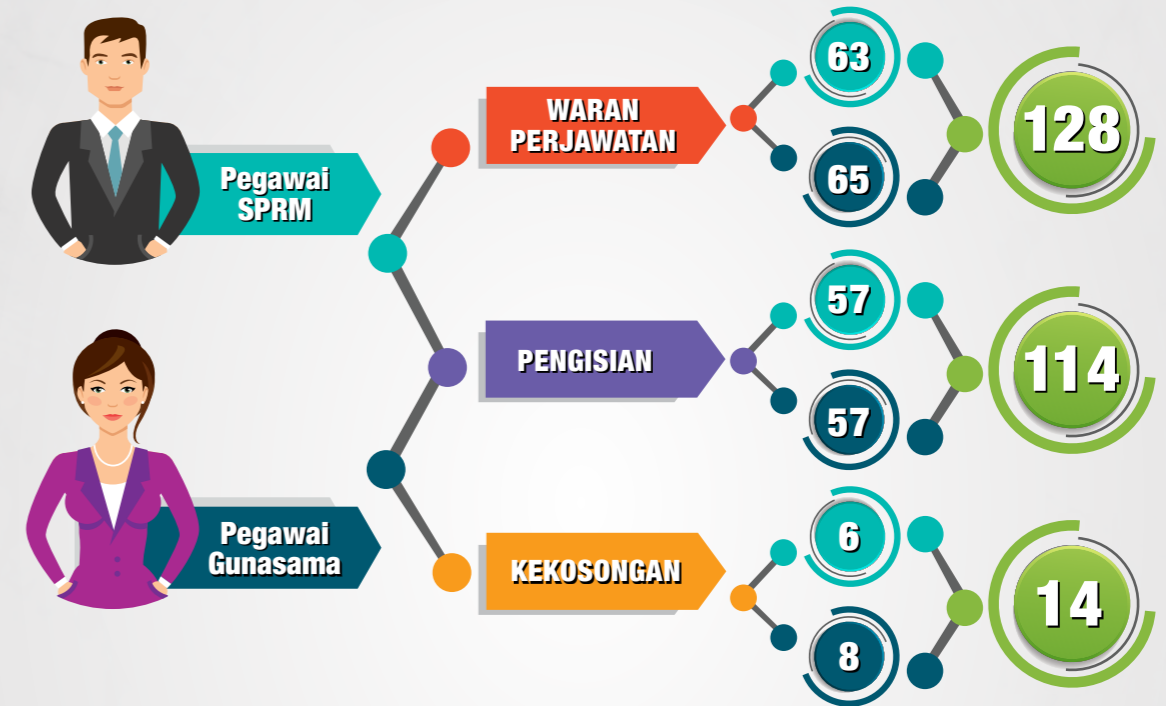 Pegawai
SPRM
Pegawai
Gunasama
WARAN
PERJAWATAN
63
65
128
PENGISIAN
57
57
114
KEKOSONGAN
6
8
14